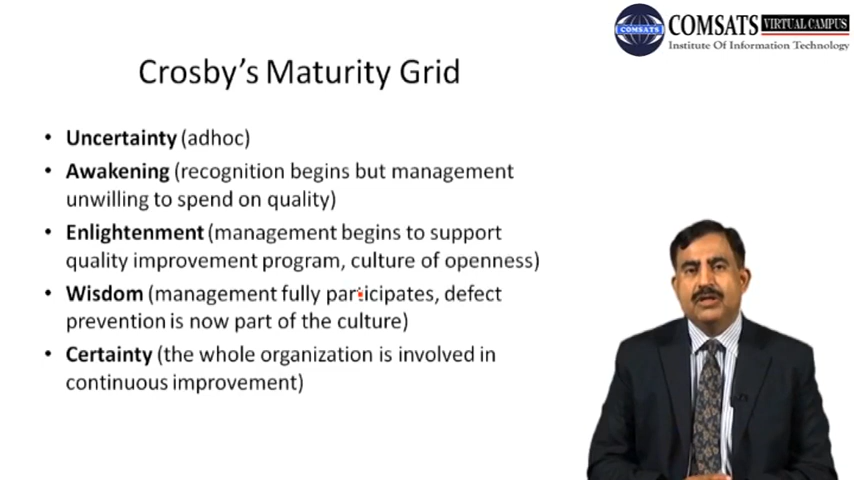 COMSATS VIRTUAL CAMPUS
COMSATS
Institute Of Information Technology
Crosby's Maturity Grid
• Uncertainty (adhoc)
• Awakening (recognition begins but management
unwilling to spend on quality)
• Enlightenment (management begins to support
quality improvement program, culture of openness)
• Wisdom (management fully participates, defect
prevention is now part of the culture)
• Certainty (the whole organization is involved in
continuous improvement)